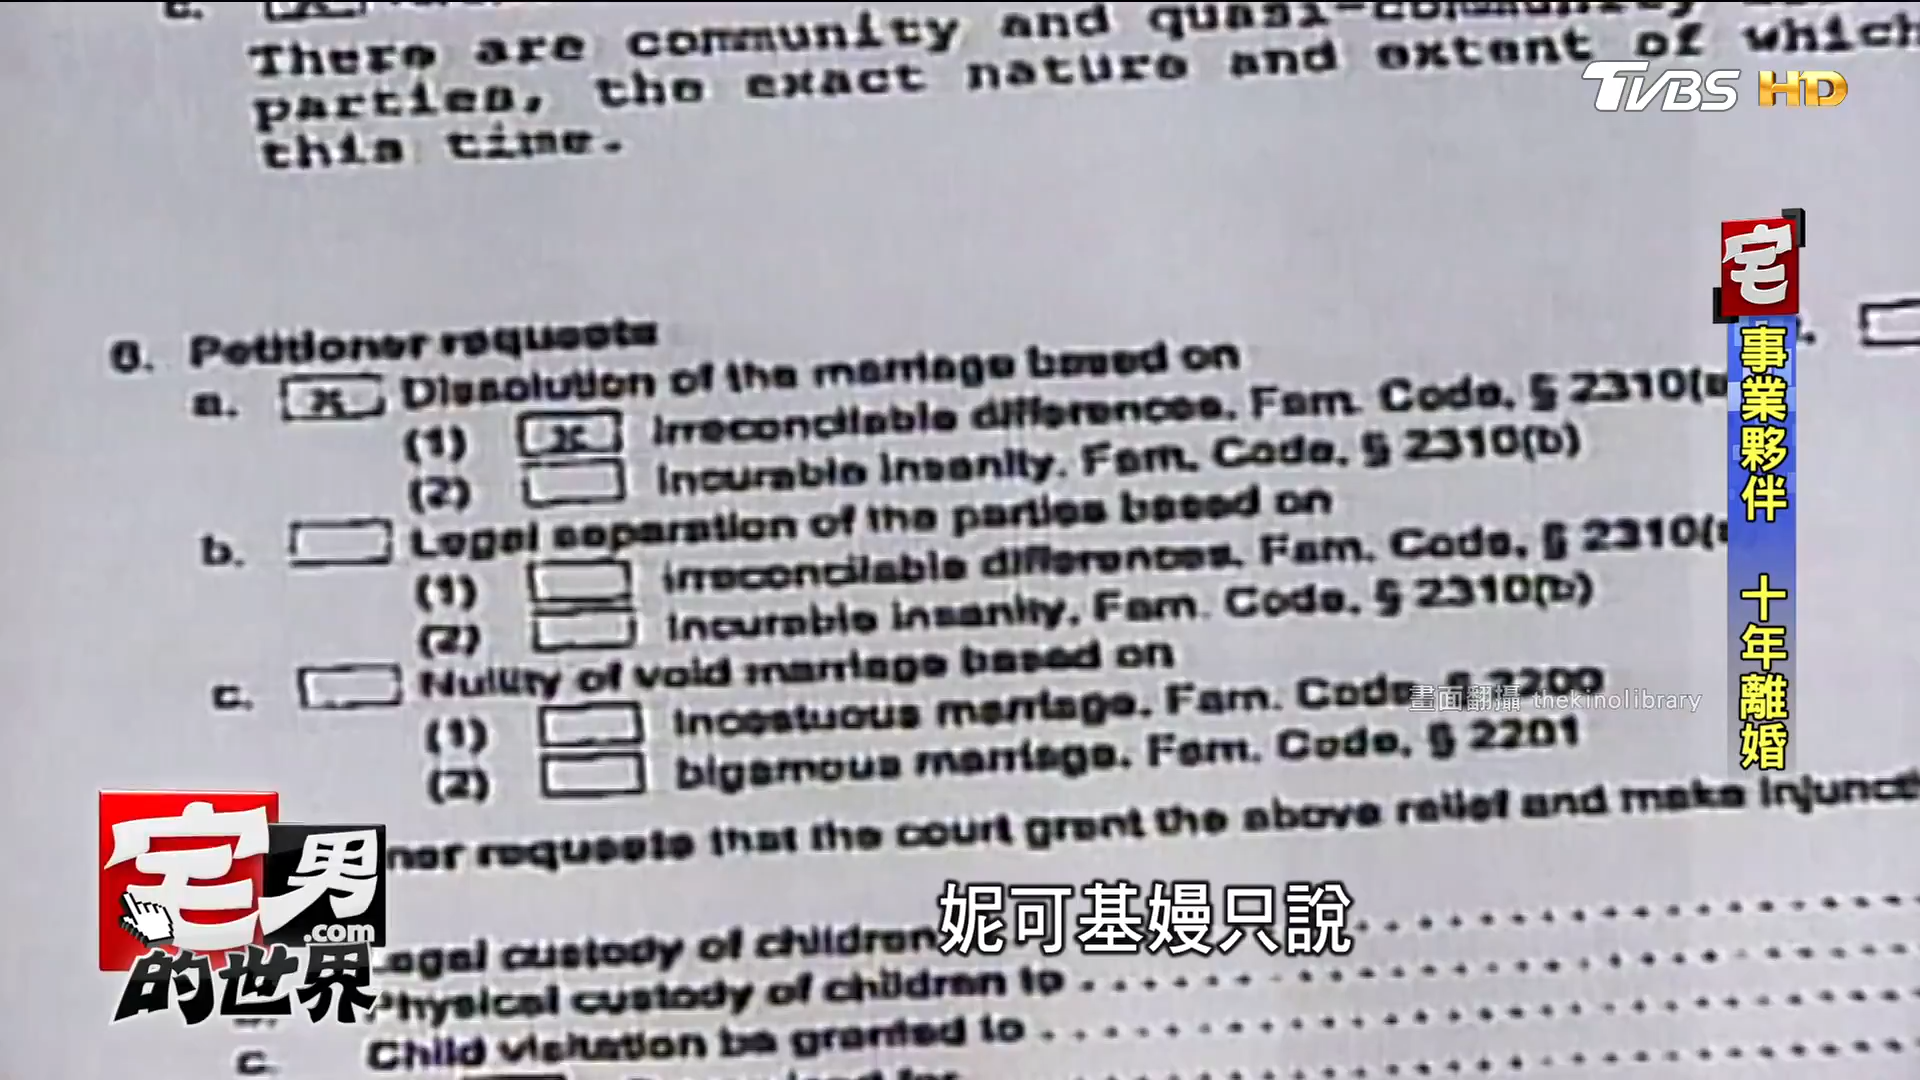 There are community and quasi-community
parties, the exact nature and extent of which
this time.
TVBS HD
宅
事業夥伴 十年離婚
6. Petitioner requests
a. [x] Dissolution of the marriage based on
(1) [x] irreconcilable differences. Fam. Code, § 2310(a
(2) incurable insanity. Fam. Code, § 2310(b)
b. Legal separation of the parties based on
(1) irreconcilable differences. Fam. Code, § 2310(a
(2) incurable insanity. Fam. Code, § 2310(b)
c. Nullity of void marriage based on
(1) incestuous marriage. Fam. Code, § 2200
(2) bigamous marriage. Fam. Code, § 2201
畫面翻攝 thekinolibrary
ner requests that the court grant the above relief and make injuncti
Legal custody of children
Physical custody of children to
c. Child visitation be granted to
妮可基嫚只說
宅男.com
的世界